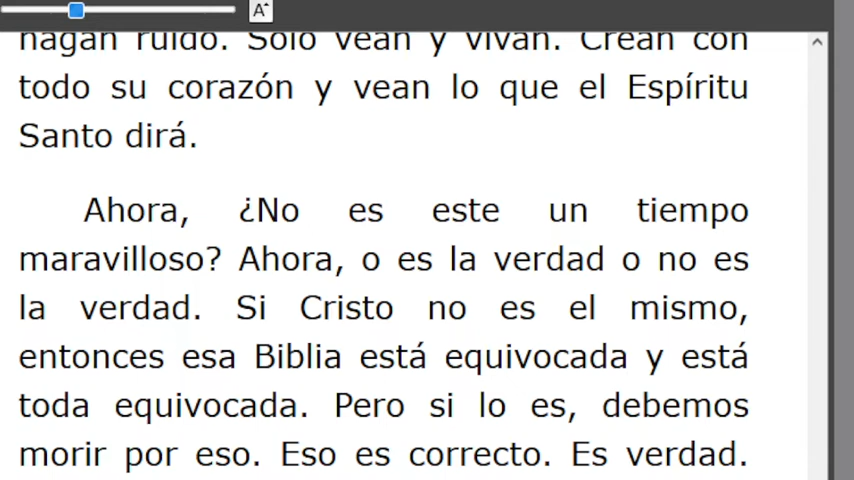 A
hagan ruido. Sólo vean y vivan. Crean con
todo su corazón y vean lo que el Espíritu
Santo dirá.
Ahora, ¿No es este un tiempo
maravilloso? Ahora, o es la verdad o no es
la verdad. Si Cristo no es el mismo,
entonces esa Biblia está equivocada y está
toda equivocada. Pero si lo es, debemos
morir por eso. Eso es correcto. Es verdad.